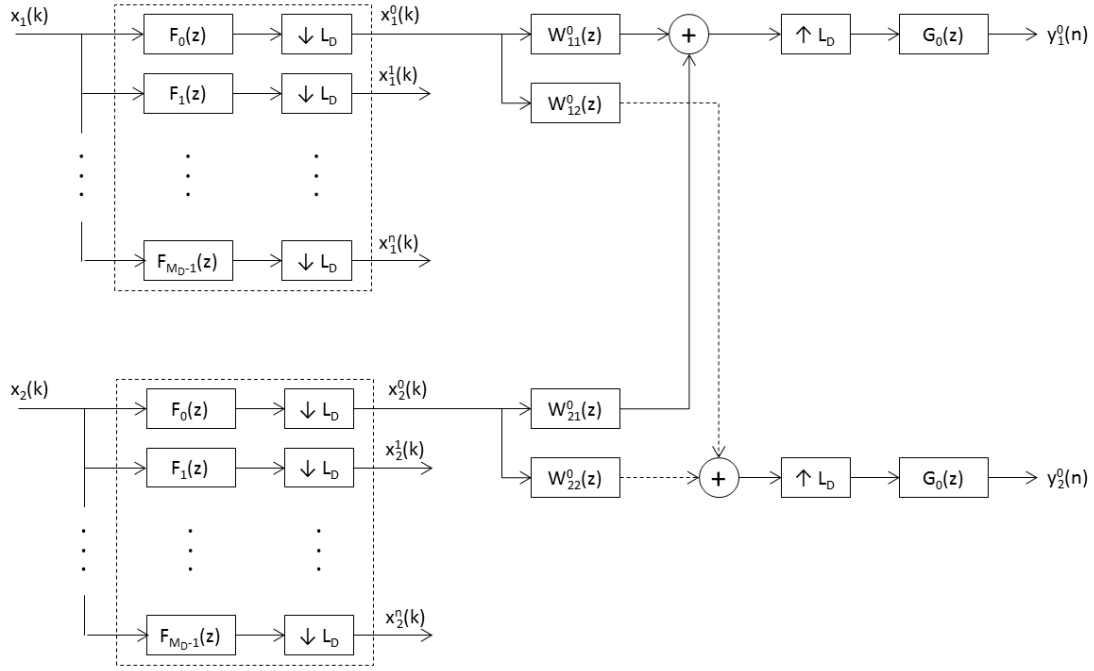 x₁(k) F₀(z) ↓ L_D x₁⁰(k) W₁₁⁰(z) + ↑ L_D G₀(z) y₁⁰(n)
F₁(z) ↓ L_D x₁¹(k) W₁₂⁰(z)
F_{M_D-1}(z) ↓ L_D x₁ⁿ(k)
x₂(k) F₀(z) ↓ L_D x₂⁰(k) W₂₁⁰(z)
F₁(z) ↓ L_D x₂¹(k) W₂₂⁰(z) + ↑ L_D G₀(z) y₂⁰(n)
F_{M_D-1}(z) ↓ L_D x₂ⁿ(k)